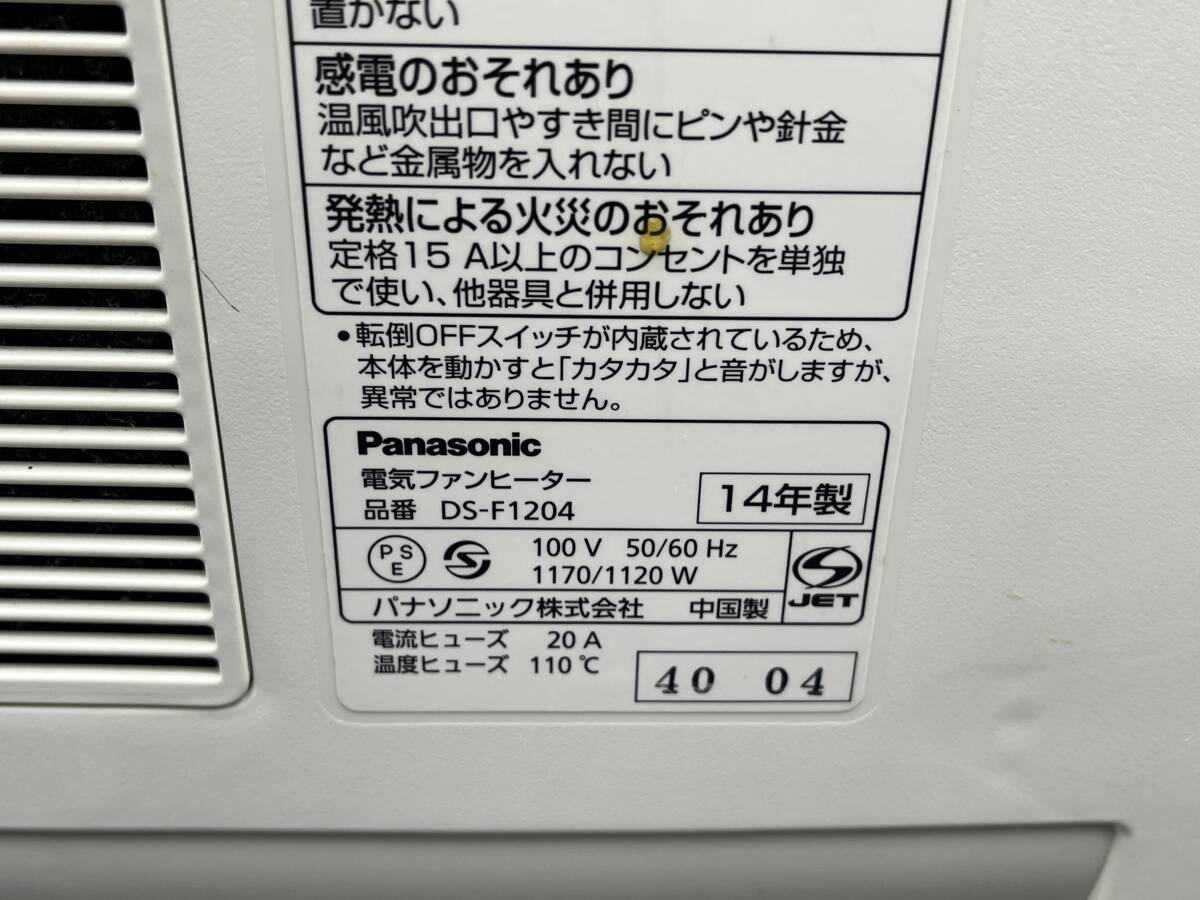 置かない
感電のおそれあり
温風吹出口やすき間にピンや針金
など金属物を入れない
発熱による火災のおそれあり
定格15 A以上のコンセントを単独
で使い、他器具と併用しない
•転倒OFFスイッチが内蔵されているため、
本体を動かすと「カタカタ」と音がしますが、
異常ではありません。
Panasonic
電気ファンヒーター
品番 DS-F1204
14年製
PSE
100 V 50/60 Hz
1170/1120 W
S JET
パナソニック株式会社 中国製
電流ヒューズ 20 A
温度ヒューズ 110 ℃
40 04